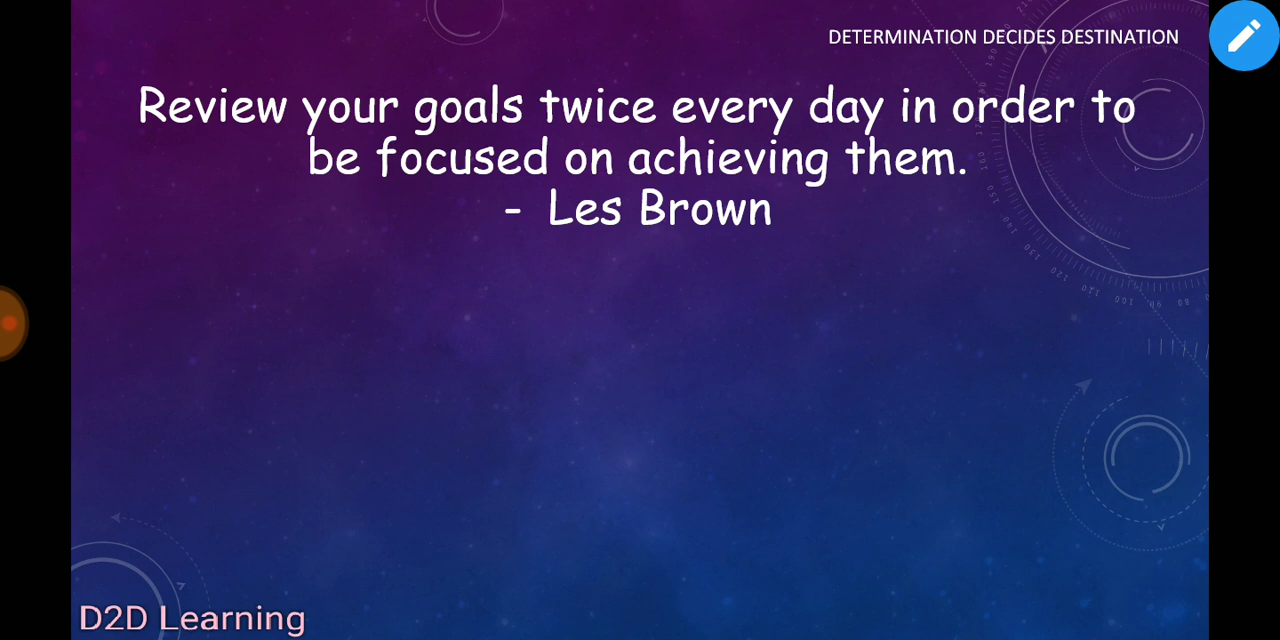 DETERMINATION DECIDES DESTINATION
Review your goals twice every day in order to
be focused on achieving them.
- Les Brown
D2D Learning